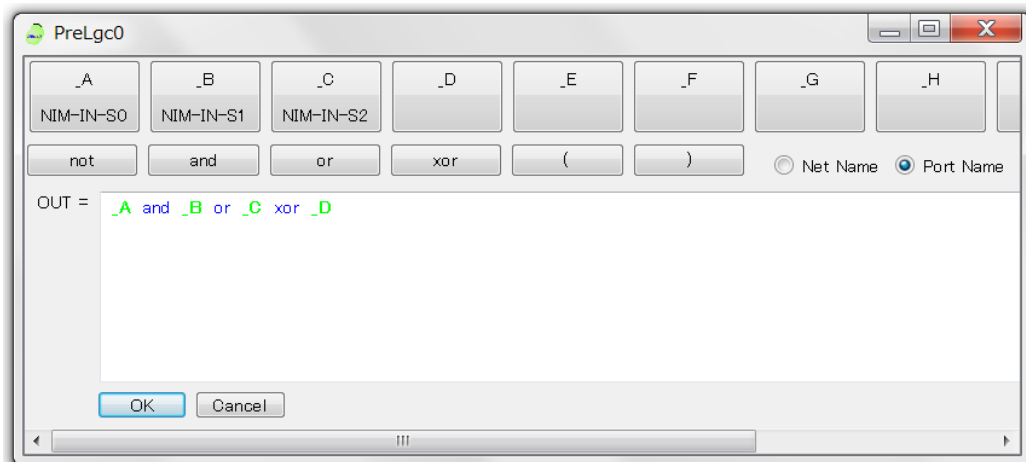 PreLgc0
_A _B _C _D _E _F _G _H
NIM-IN-S0 NIM-IN-S1 NIM-IN-S2
not and or xor ( ) Net Name Port Name
OUT = _A and _B or _C xor _D
OK Cancel